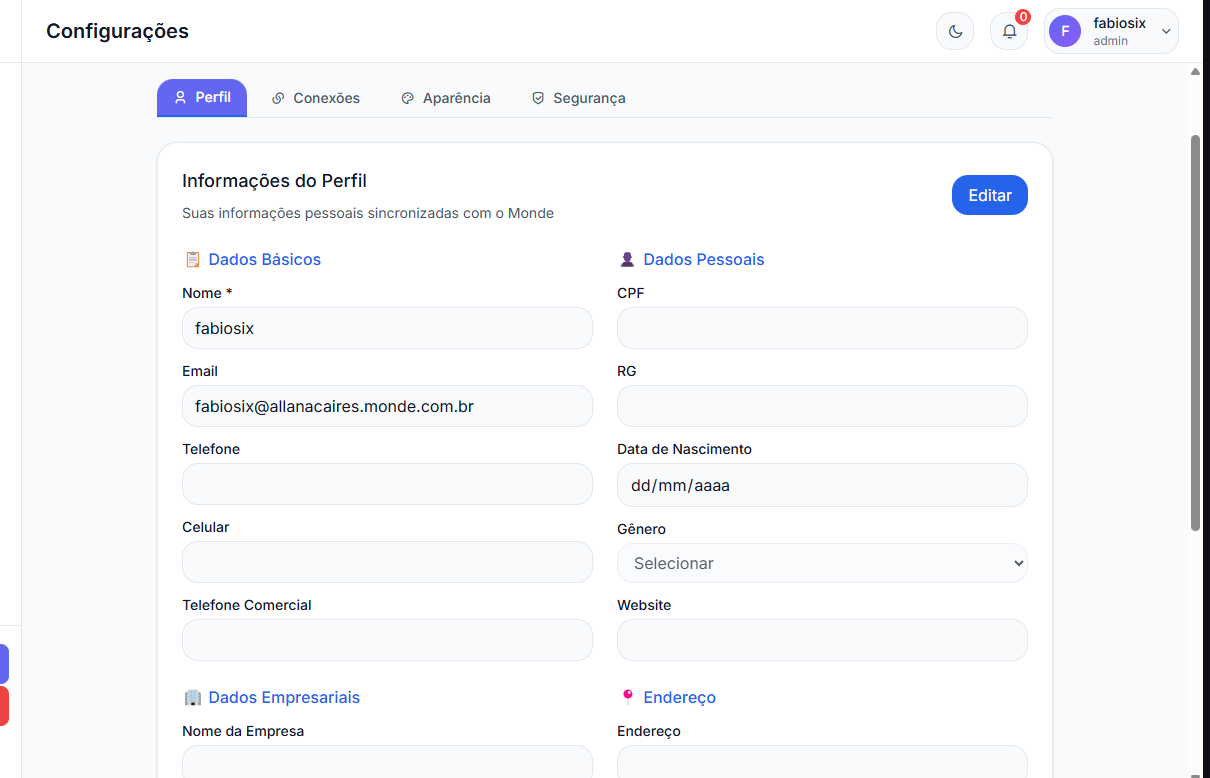 Configurações
0
F
fabiosix
admin
Perfil
Conexões
Aparência
Segurança
Informações do Perfil
Suas informações pessoais sincronizadas com o Monde
Editar
Dados Básicos
Nome *
fabiosix
Email
fabiosix@allanacaires.monde.com.br
Telefone
Celular
Telefone Comercial
Dados Pessoais
CPF
RG
Data de Nascimento
dd/mm/aaaa
Gênero
Selecionar
Website
Dados Empresariais
Nome da Empresa
Endereço
Endereço